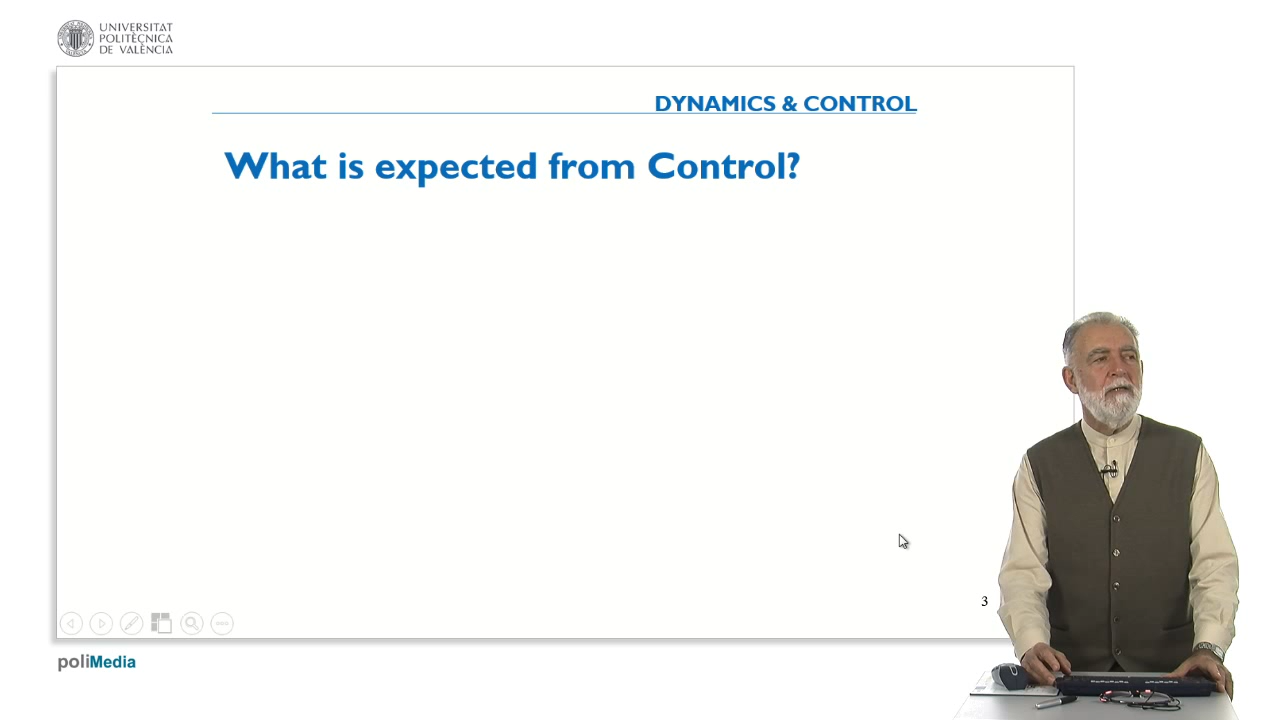 UNIVERSITAT
POLITÈCNICA
DE VALÈNCIA
DYNAMICS & CONTROL
What is expected from Control?
3
poliMedia